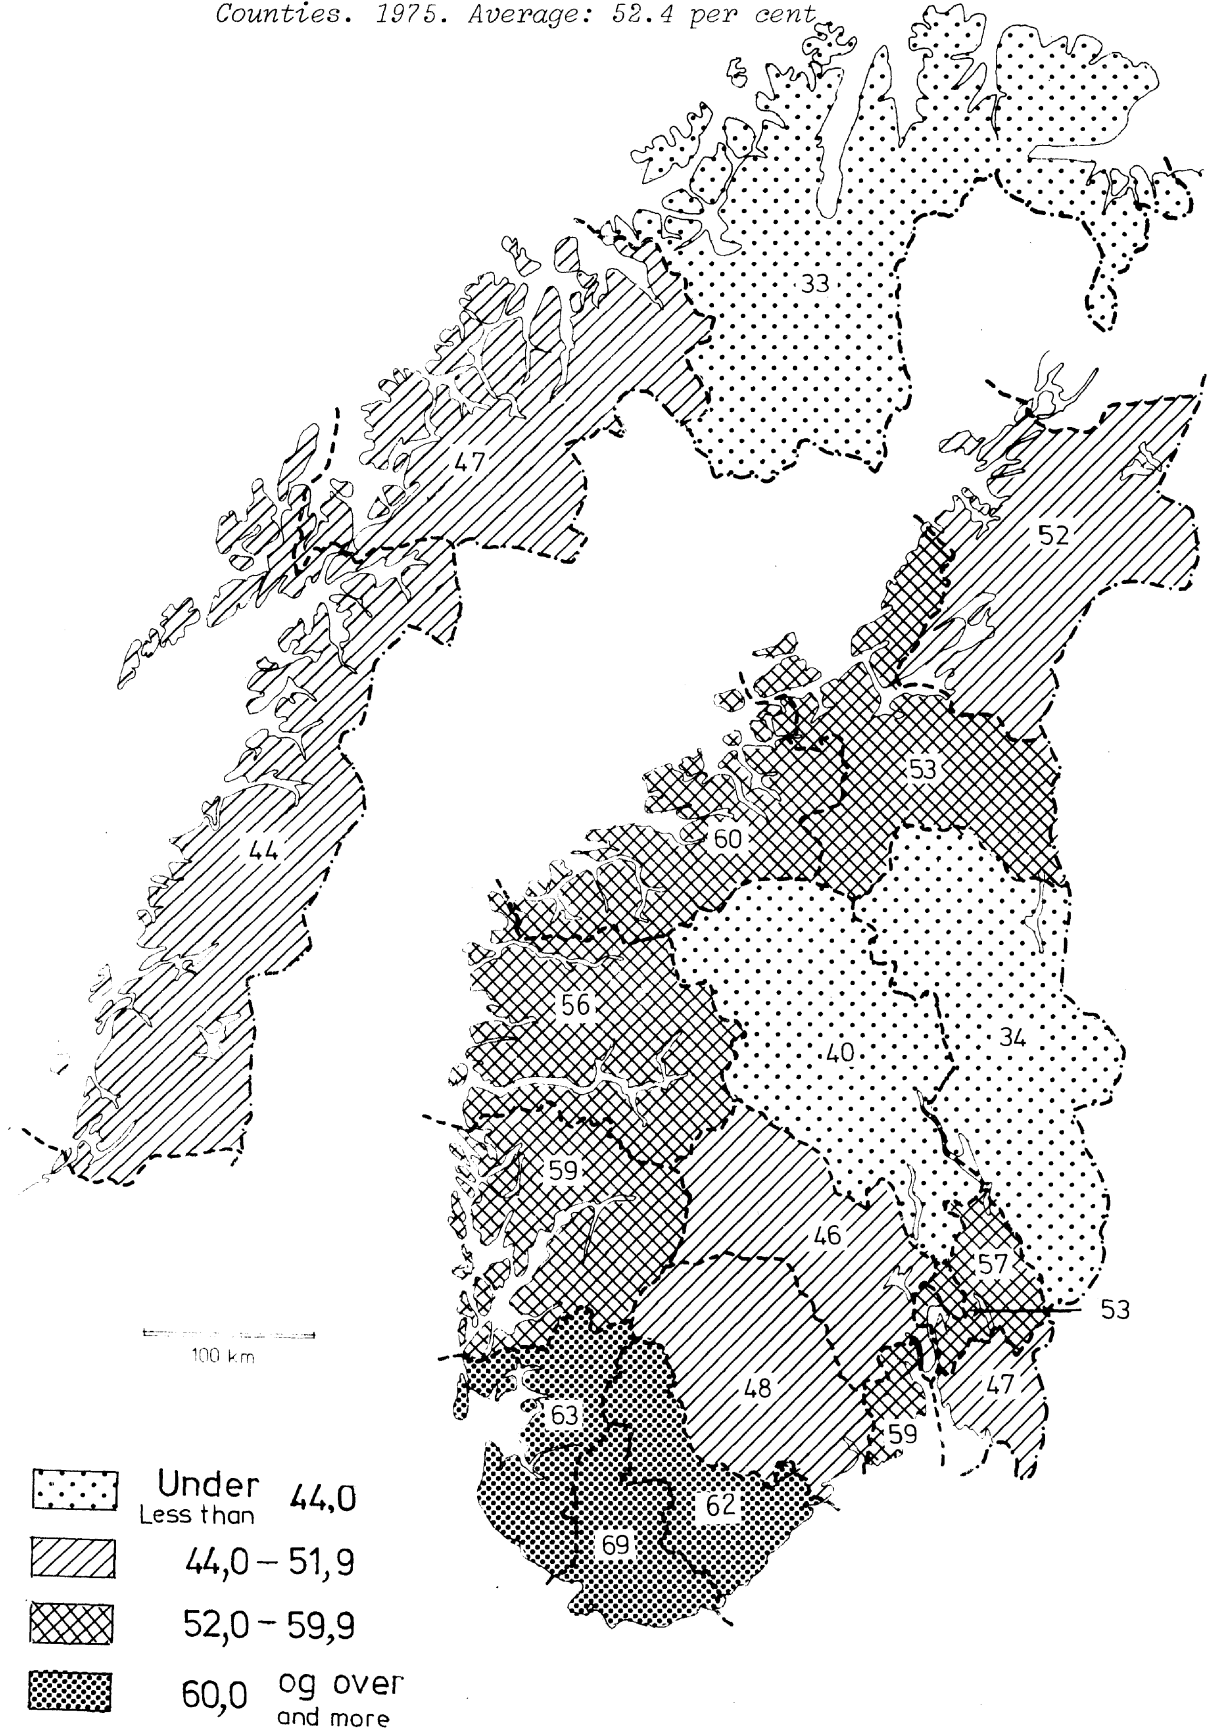 Counties. 1975. Average: 52.4 per cent
33
47
52
53
44
60
56
34
40
59
46
57
53
100 km
48
47
63
59
62
69
Under
Less than 44,0
44,0 – 51,9
52,0 – 59,9
60,0 og over
and more